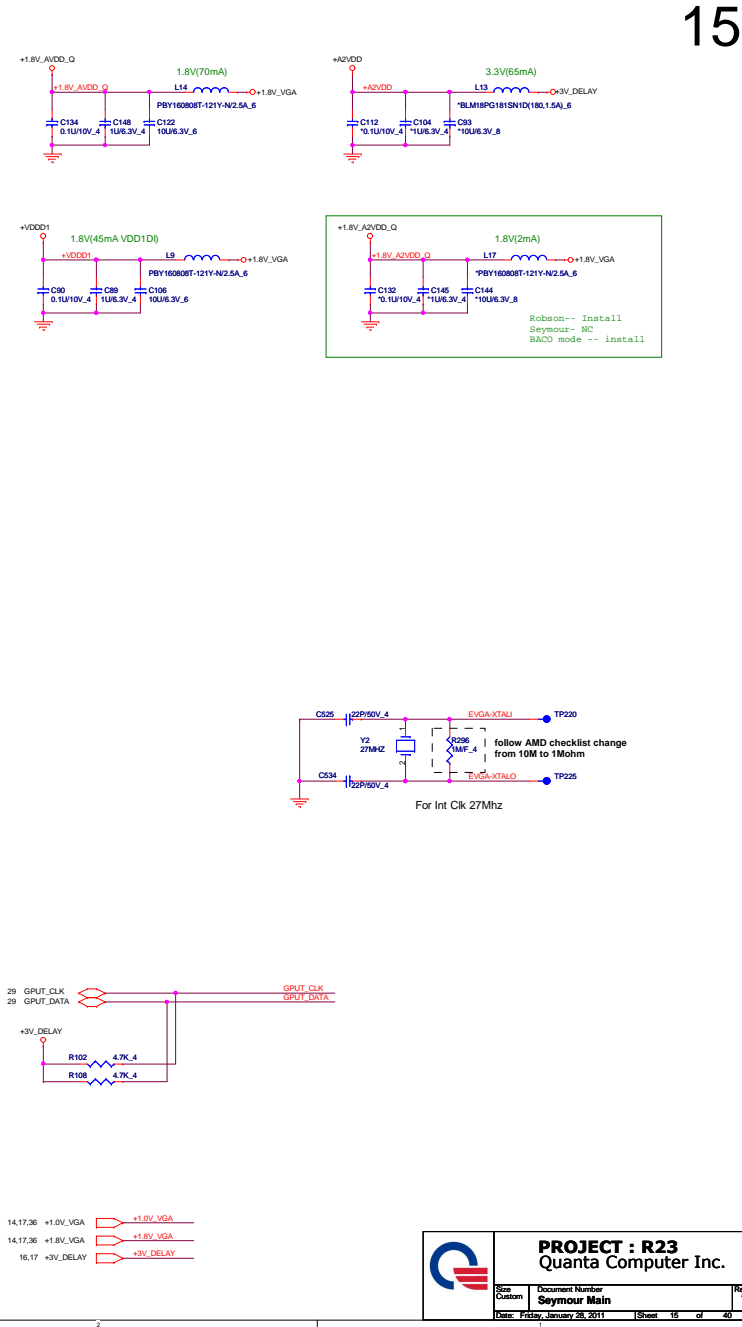 15
+1.8V_AVDD_Q
1.8V(70mA)
+1.8V_AVDD_Q
L14
+1.8V_VGA
PBY160808T-121Y-N/2.5A_6
C134
0.1U/10V_4
C148
1U/6.3V_4
C122
10U/6.3V_6
+A2VDD
3.3V(65mA)
+A2VDD
L13
+3V_DELAY
*BLM18PG181SN1D(180,1.5A)_6
C112
*0.1U/10V_4
C104
*1U/6.3V_4
C93
*10U/6.3V_8
+VDDD1
1.8V(45mA VDD1DI)
+VDDD1
L9
+1.8V_VGA
PBY160808T-121Y-N/2.5A_6
C90
0.1U/10V_4
C89
1U/6.3V_4
C106
10U/6.3V_6
+1.8V_A2VDD_Q
1.8V(2mA)
+1.8V_A2VDD_Q
L17
+1.8V_VGA
*PBY160808T-121Y-N/2.5A_6
C132
*0.1U/10V_4
C145
*1U/6.3V_4
C144
*10U/6.3V_8
Robson-- Install
Seymour- NC
BACO mode -- install
C525
22P/50V_4
EVGA-XTALI
TP220
1
Y2
27MHZ
2
R296
1M/F_4
follow AMD checklist change
from 10M to 1Mohm
C534
22P/50V_4
EVGA-XTALO
TP225
For Int Clk 27Mhz
29 GPUT_CLK
GPUT_CLK
29 GPUT_DATA
GPUT_DATA
+3V_DELAY
R102 4.7K_4
R108 4.7K_4
14,17,36 +1.0V_VGA
+1.0V_VGA
14,17,36 +1.8V_VGA
+1.8V_VGA
16,17 +3V_DELAY
+3V_DELAY
PROJECT : R23
Quanta Computer Inc.
Size
Custom
Document Number
Seymour Main
Date: Friday, January 28, 2011
Sheet 15 of 40
2
1